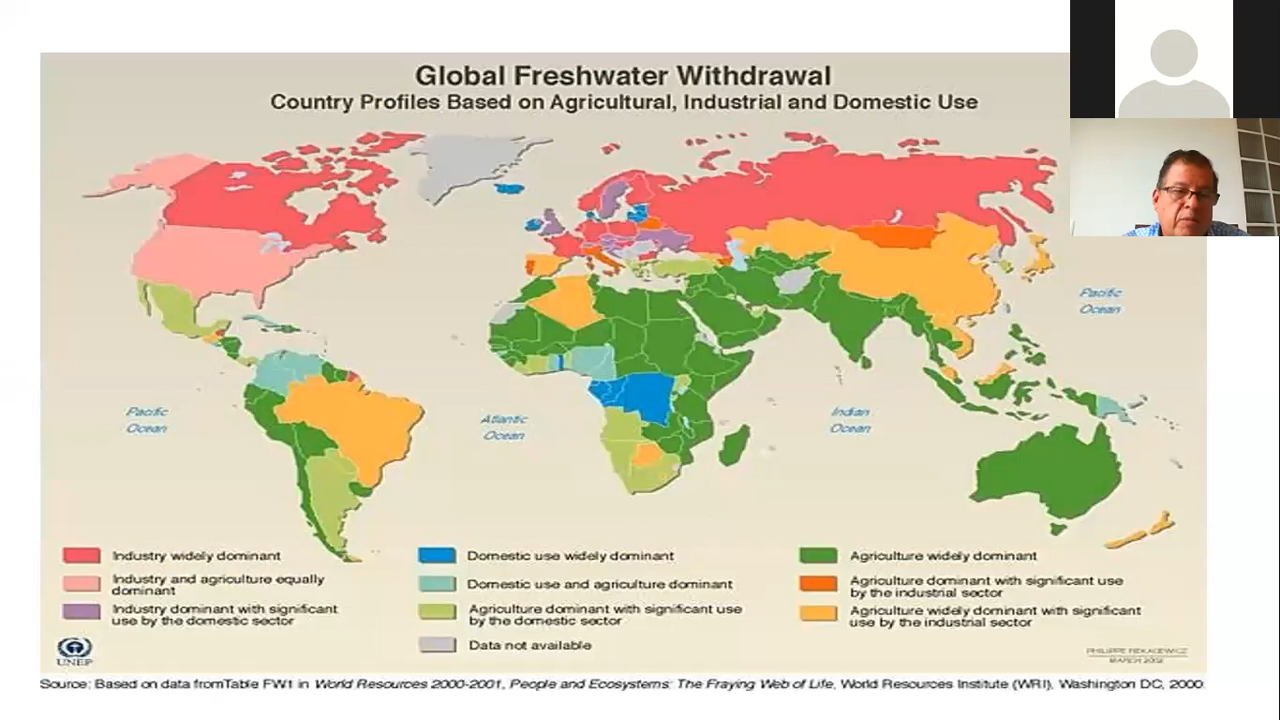 Global Freshwater Withdrawal
Country Profiles Based on Agricultural, Industrial and Domestic Use
Pacific
Ocean
Pacific
Ocean
Atlantic
Ocean
Indian
Ocean
Industry widely dominant
Industry and agriculture equally
dominant
Industry dominant with significant
use by the domestic sector
Domestic use widely dominant
Domestic use and agriculture dominant
Agriculture dominant with significant use
by the domestic sector
Data not available
Agriculture widely dominant
Agriculture dominant with significant use
by the industrial sector
Agriculture widely dominant with significant
use by the industrial sector
UNEP
PHILIPPE REKACEWICZ
MARCH 2002
Source: Based on data fromTable FW1 in World Resources 2000-2001, People and Ecosystems: The Fraying Web of Life, World Resources Institute (WRI), Washington DC, 2000.